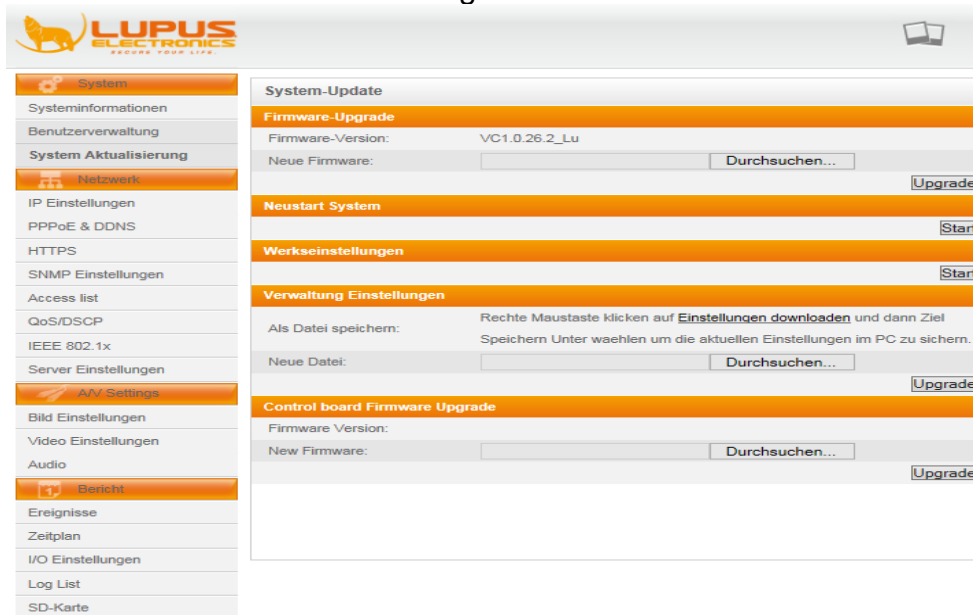 LUPUS
ELECTRONICS
SECURE YOUR LIFE.
System
Systeminformationen
Benutzerverwaltung
System Aktualisierung
Netzwerk
IP Einstellungen
PPPoE & DDNS
HTTPS
SNMP Einstellungen
Access list
QoS/DSCP
IEEE 802.1x
Server Einstellungen
A/V Settings
Bild Einstellungen
Video Einstellungen
Audio
Bericht
Ereignisse
Zeitplan
I/O Einstellungen
Log List
SD-Karte
System-Update
Firmware-Upgrade
Firmware-Version: VC1.0.26.2_Lu
Neue Firmware: Durchsuchen...
Upgrade
Neustart System
Start
Werkseinstellungen
Start
Verwaltung Einstellungen
Als Datei speichern: Rechte Maustaste klicken auf Einstellungen downloaden und dann Ziel
Speichern Unter waehlen um die aktuellen Einstellungen im PC zu sichern.
Neue Datei: Durchsuchen...
Upgrade
Control board Firmware Upgrade
Firmware Version:
New Firmware: Durchsuchen...
Upgrade